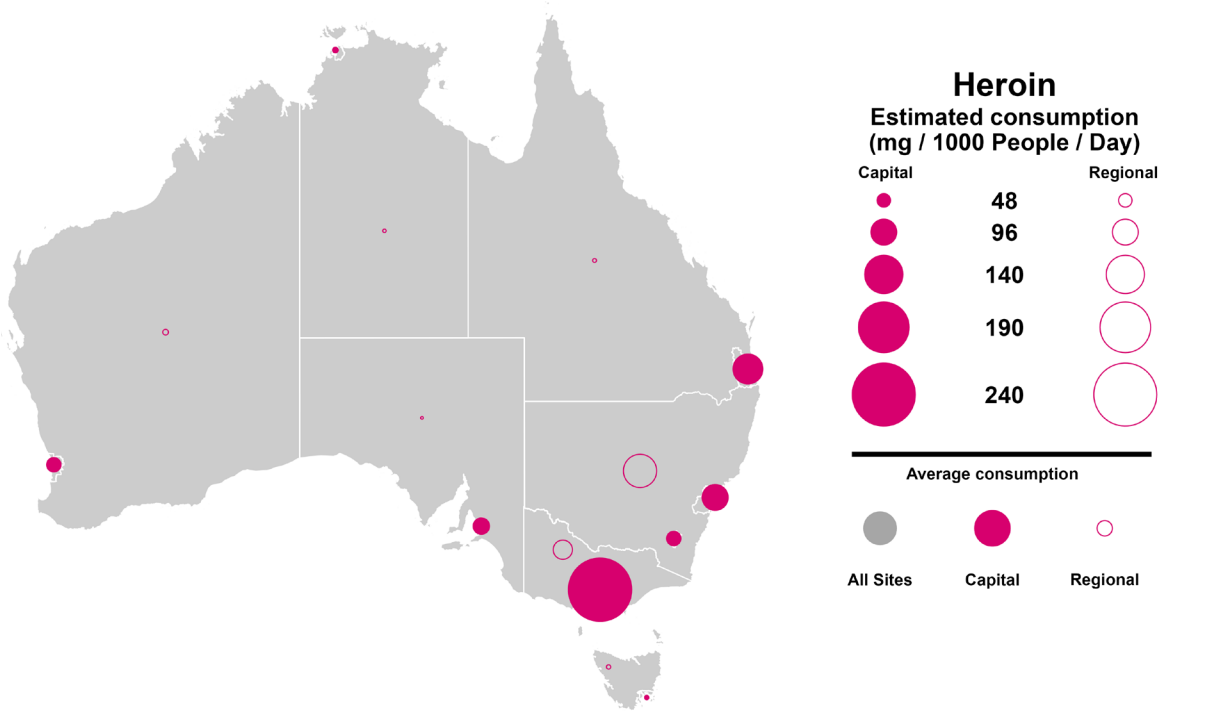 Heroin
Estimated consumption
(mg / 1000 People / Day)
Capital Regional
48
96
140
190
240
Average consumption
All Sites Capital Regional